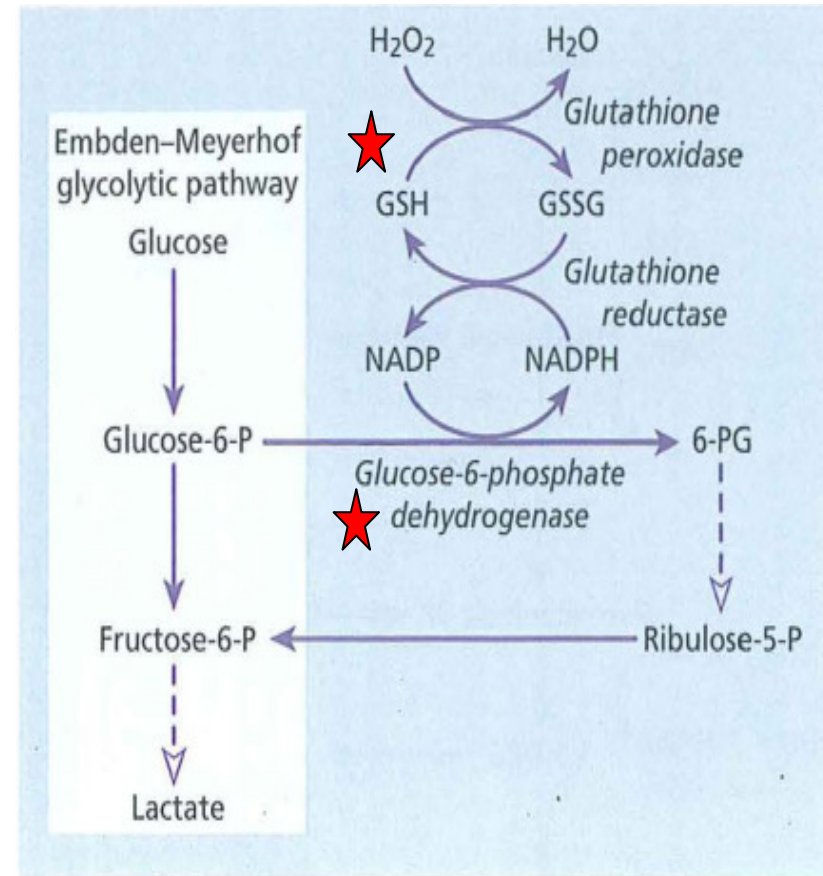 H₂O₂ H₂O
Glutathione
peroxidase
Embden–Meyerhof
glycolytic pathway
GSH GSSG
Glucose
Glutathione
reductase
NADP NADPH
Glucose-6-P 6-PG
Glucose-6-phosphate
dehydrogenase
Fructose-6-P Ribulose-5-P
Lactate